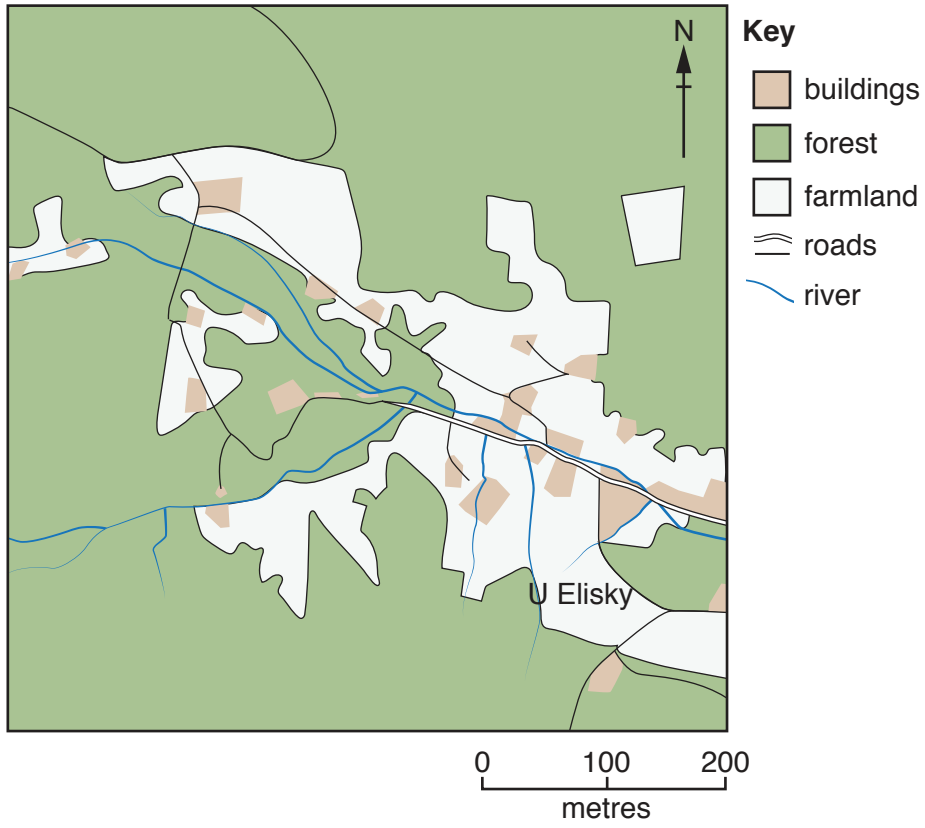 N
Key
buildings
forest
farmland
roads
river
U Elisky
0 100 200
metres